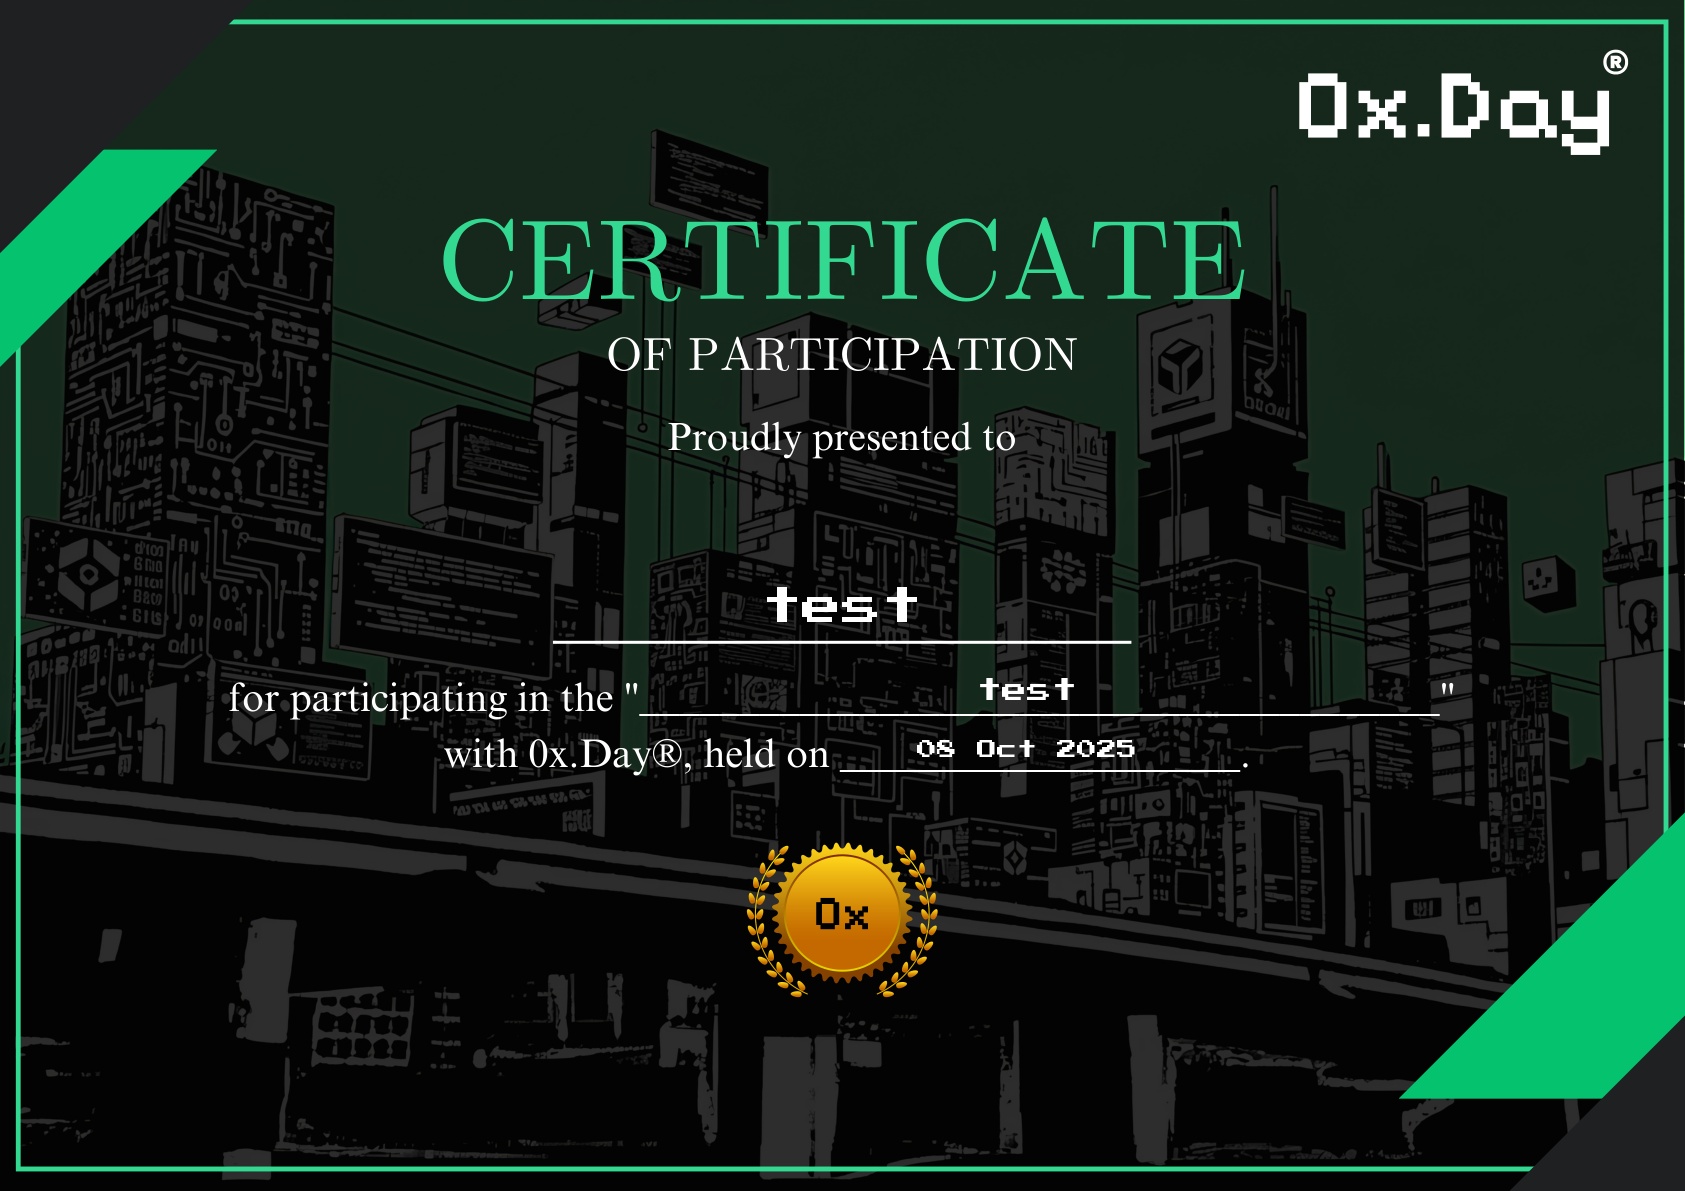 0x.Day®
CERTIFICATE
OF PARTICIPATION
Proudly presented to
test
for participating in the "test"
with 0x.Day®, held on 08 Oct 2025.
0x